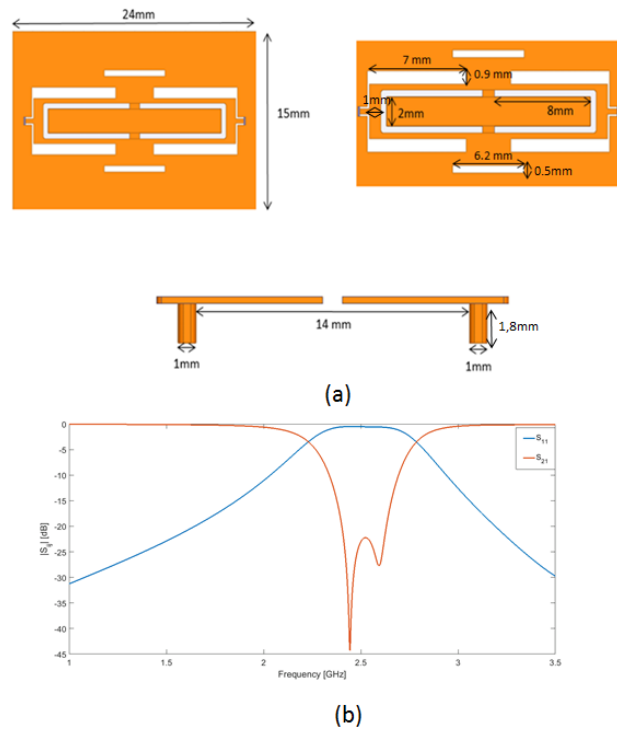 24mm
15mm
7 mm
0.9 mm
1mm
2mm
8mm
6.2 mm
0.5mm
14 mm
1,8mm
1mm
1mm
(a)
0
-5
-10
-15
-20
-25
-30
-35
-40
-45
|S_ij| [dB]
S_11
S_21
1
1.5
2
2.5
3
3.5
Frequency [GHz]
(b)